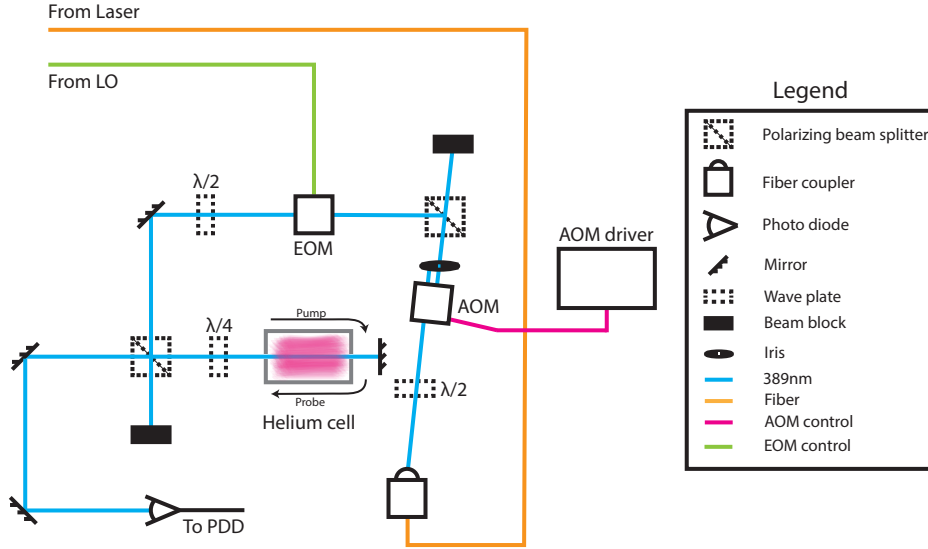 From Laser
From LO
Legend
Polarizing beam splitter
λ/2
Fiber coupler
EOM
AOM driver
Photo diode
Mirror
AOM
Wave plate
Pump
λ/4
Beam block
Iris
λ/2
389nm
Probe
Fiber
Helium cell
AOM control
EOM control
To PDD